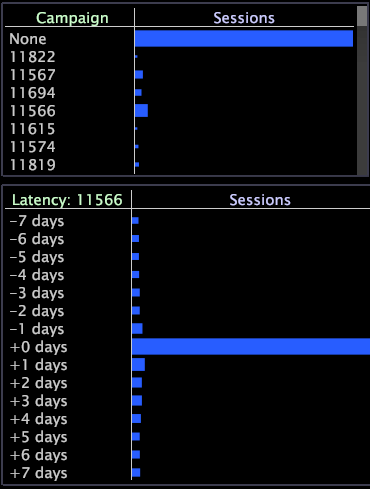 Campaign Sessions
None
11822
11567
11694
11566
11615
11574
11819
Latency: 11566 Sessions
−7 days
−6 days
−5 days
−4 days
−3 days
−2 days
−1 days
+0 days
+1 days
+2 days
+3 days
+4 days
+5 days
+6 days
+7 days